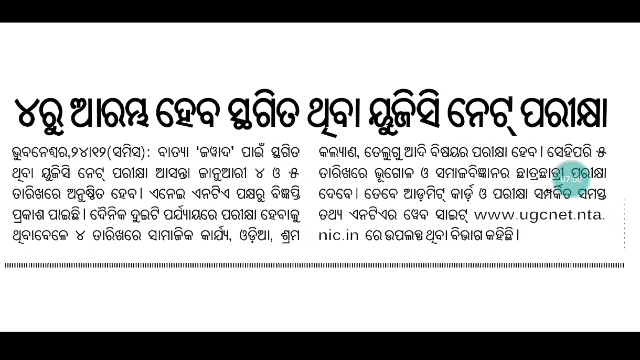 ୪ରୁ ଆରମ୍ଭ ହେବ ସ୍ଥଗିତ ଥିବା ୟୁଜିସି ନେଟ୍ ପରୀକ୍ଷା
ଭୁବନେଶ୍ୱର,୨୪।୧୨(ସମିସ): ବାତ୍ୟା ‘ଜୱାଦ’ ପାଇଁ ସ୍ଥଗିତ
ଥିବା ୟୁଜିସି ନେଟ୍ ପରୀକ୍ଷା ଆସନ୍ତା ଜାନୁଆରୀ ୪ ଓ ୫
ତାରିଖରେ ଅନୁଷ୍ଠିତ ହେବ। ଏନେଇ ଏନଟିଏ ପକ୍ଷରୁ ବିଜ୍ଞପ୍ତି
ପ୍ରକାଶ ପାଇଛି। ଦୈନିକ ଦୁଇଟି ପର୍ଯ୍ୟାୟରେ ପରୀକ୍ଷା ହେବାକୁ
ଥିବାବେଳେ ୪ ତାରିଖରେ ସାମାଜିକ କାର୍ଯ୍ୟ, ଓଡ଼ିଆ, ଶ୍ରମ
କଲ୍ୟାଣ, ତେଲୁଗୁ ଆଦି ବିଷୟର ପରୀକ୍ଷା ହେବ। ସେହିପରି ୫
ତାରିଖରେ ଭୂଗୋଳ ଓ ସମାଜବିଜ୍ଞାନର ଛାତ୍ରଛାତ୍ରୀ ପରୀକ୍ଷା
ଦେବେ। ତେବେ ଆଡ଼ମିଟ୍ କାର୍ଡ଼ ଓ ପରୀକ୍ଷା ସମ୍ପର୍କିତ ସମସ୍ତ
ତଥ୍ୟ ଏନଟିଏର ୱେବ ସାଇଟ୍ www.ugcnet.nta.
nic.in ରେ ଉପଲବ୍ଧ ଥିବା ବିଭାଗ କହିଛି।